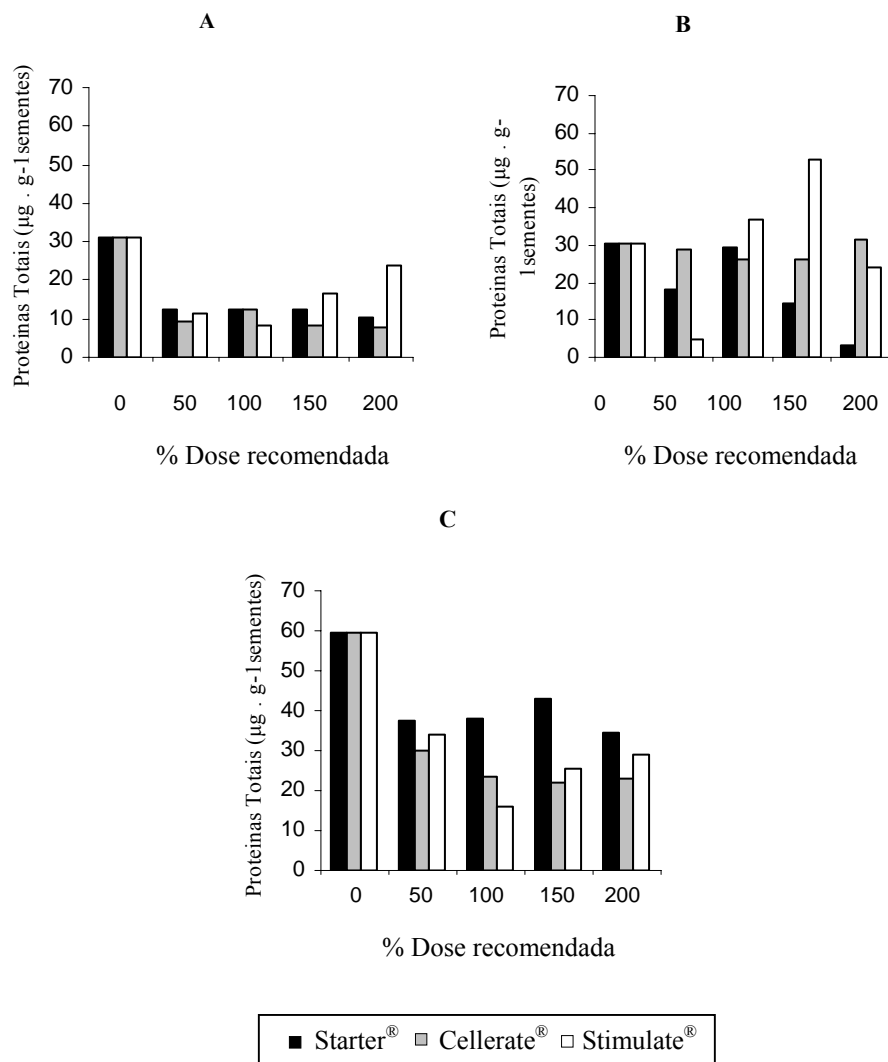 A
Proteinas Totais (µg . g-1sementes)
70
60
50
40
30
20
10
0
0 50 100 150 200
% Dose recomendada
B
Proteinas Totais (µg . g-
1sementes)
70
60
50
40
30
20
10
0
0 50 100 150 200
% Dose recomendada
C
Proteinas Totais (µg . g-1sementes)
70
60
50
40
30
20
10
0
0 50 100 150 200
% Dose recomendada
Starter® Cellerate® Stimulate®